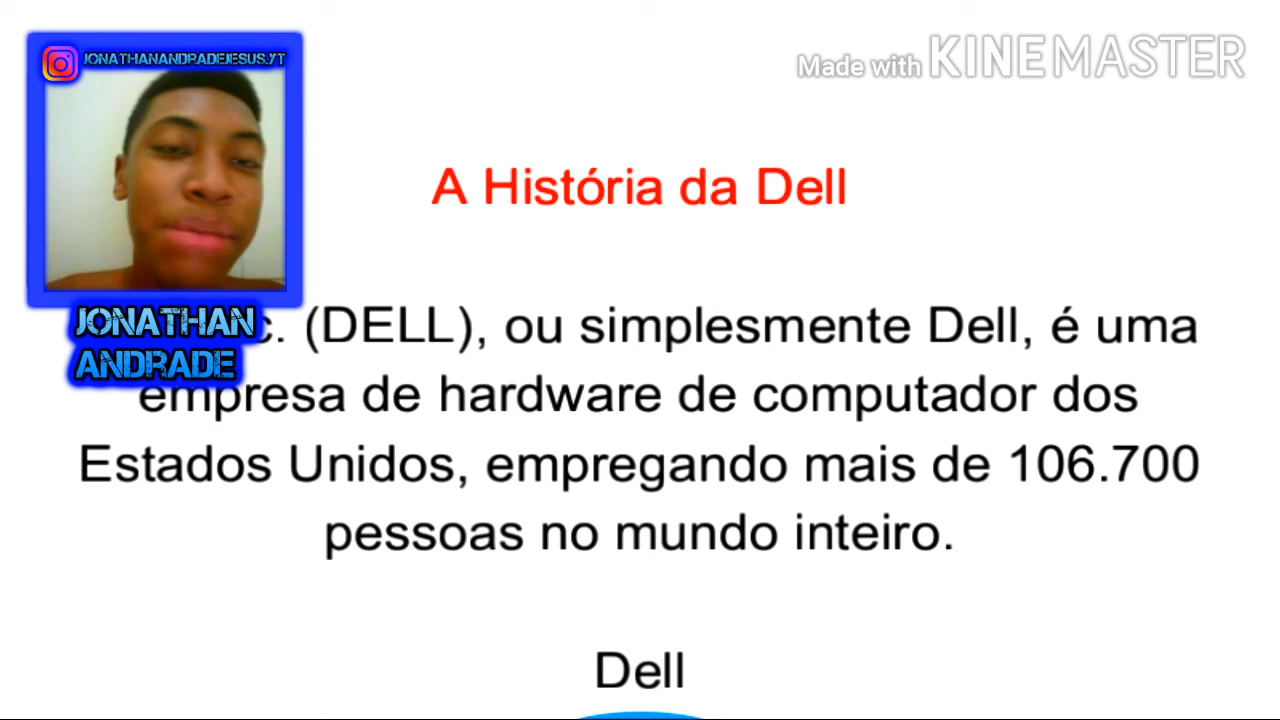 JONATHANANDRADEJESUS.YT
Made with KINEMASTER
A História da Dell
JONATHAN
ANDRADE
c. (DELL), ou simplesmente Dell, é uma
empresa de hardware de computador dos
Estados Unidos, empregando mais de 106.700
pessoas no mundo inteiro.
Dell